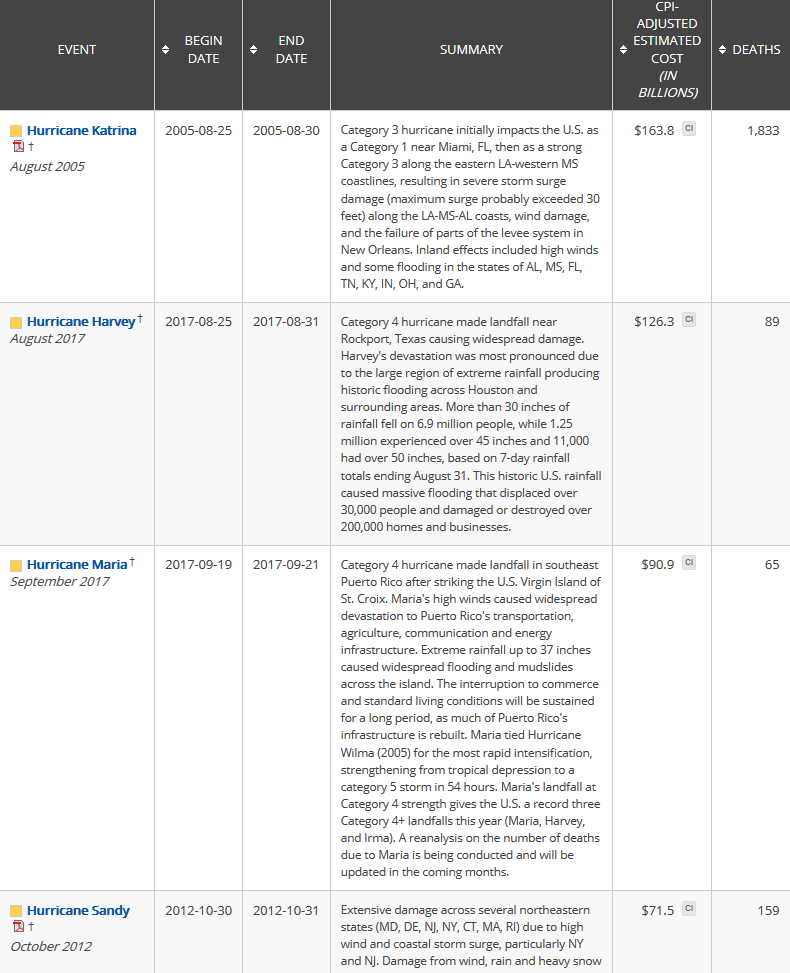 EVENT
BEGIN
DATE
END
DATE
SUMMARY
CPI-
ADJUSTED
ESTIMATED
COST
(IN
BILLIONS)
DEATHS
Hurricane Katrina
†
August 2005
2005-08-25
2005-08-30
Category 3 hurricane initially impacts the U.S. as
a Category 1 near Miami, FL, then as a strong
Category 3 along the eastern LA-western MS
coastlines, resulting in severe storm surge
damage (maximum surge probably exceeded 30
feet) along the LA-MS-AL coasts, wind damage,
and the failure of parts of the levee system in
New Orleans. Inland effects included high winds
and some flooding in the states of AL, MS, FL,
TN, KY, IN, OH, and GA.
$163.8 CI
1,833
Hurricane Harvey †
August 2017
2017-08-25
2017-08-31
Category 4 hurricane made landfall near
Rockport, Texas causing widespread damage.
Harvey's devastation was most pronounced due
to the large region of extreme rainfall producing
historic flooding across Houston and
surrounding areas. More than 30 inches of
rainfall fell on 6.9 million people, while 1.25
million experienced over 45 inches and 11,000
had over 50 inches, based on 7-day rainfall
totals ending August 31. This historic U.S. rainfall
caused massive flooding that displaced over
30,000 people and damaged or destroyed over
200,000 homes and businesses.
$126.3 CI
89
Hurricane Maria †
September 2017
2017-09-19
2017-09-21
Category 4 hurricane made landfall in southeast
Puerto Rico after striking the U.S. Virgin Island of
St. Croix. Maria's high winds caused widespread
devastation to Puerto Rico's transportation,
agriculture, communication and energy
infrastructure. Extreme rainfall up to 37 inches
caused widespread flooding and mudslides
across the island. The interruption to commerce
and standard living conditions will be sustained
for a long period, as much of Puerto Rico's
infrastructure is rebuilt. Maria tied Hurricane
Wilma (2005) for the most rapid intensification,
strengthening from tropical depression to a
category 5 storm in 54 hours. Maria's landfall at
Category 4 strength gives the U.S. a record three
Category 4+ landfalls this year (Maria, Harvey,
and Irma). A reanalysis on the number of deaths
due to Maria is being conducted and will be
updated in the coming months.
$90.9 CI
65
Hurricane Sandy
†
October 2012
2012-10-30
2012-10-31
Extensive damage across several northeastern
states (MD, DE, NJ, NY, CT, MA, RI) due to high
wind and coastal storm surge, particularly NY
and NJ. Damage from wind, rain and heavy snow
$71.5 CI
159